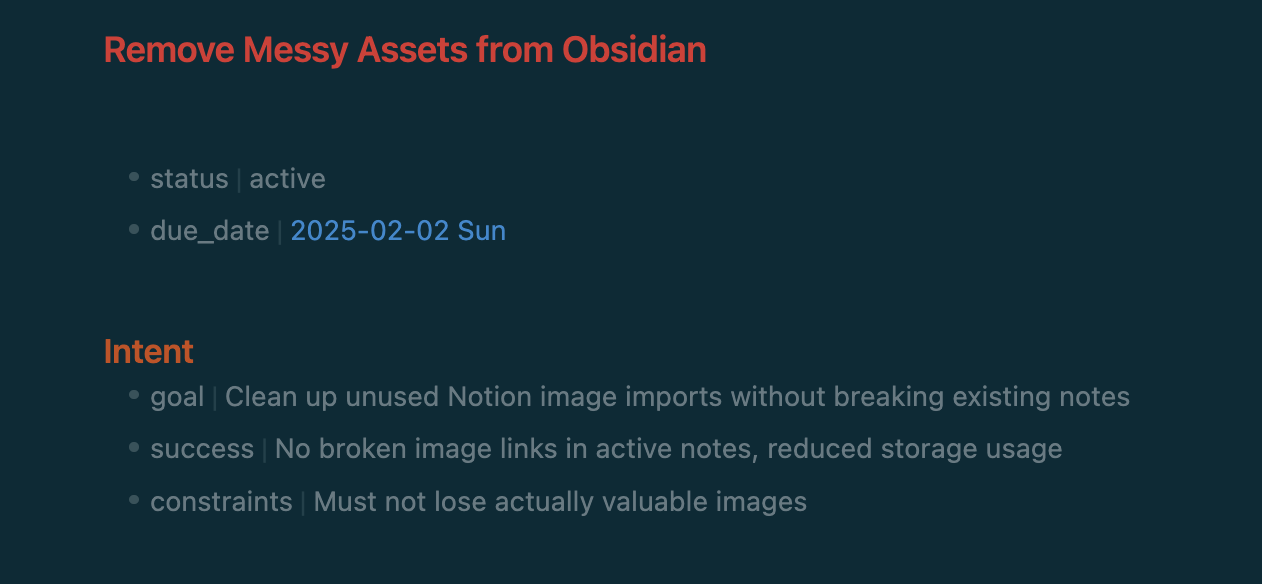 Remove Messy Assets from Obsidian
status | active
due_date | 2025-02-02 Sun
Intent
goal | Clean up unused Notion image imports without breaking existing notes
success | No broken image links in active notes, reduced storage usage
constraints | Must not lose actually valuable images